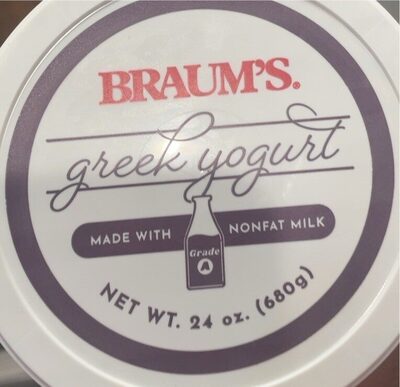 BRAUM'S.
greek yogurt
MADE WITH NONFAT MILK
Grade
A
NET WT. 24 oz. (680g)